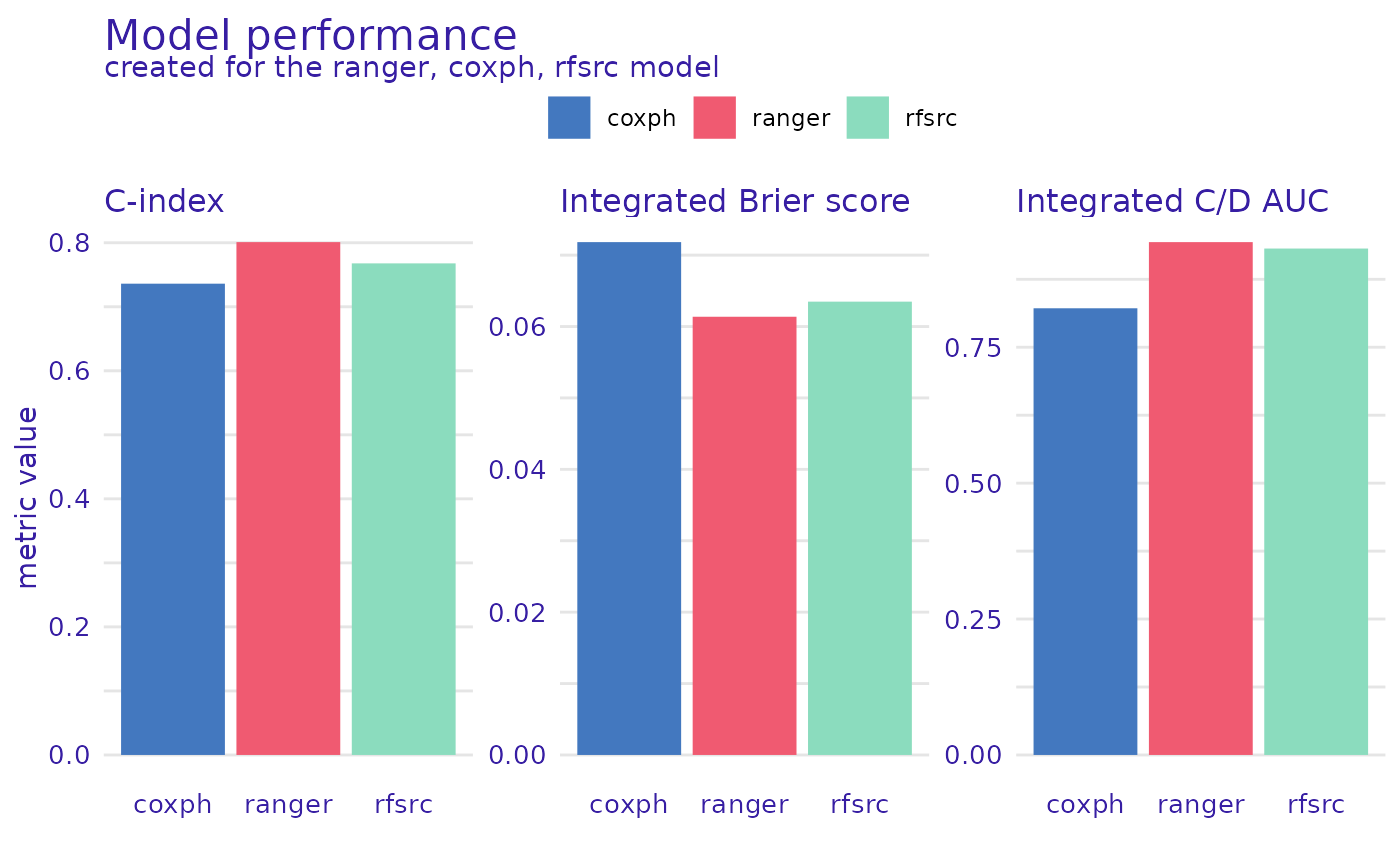 Model performance
created for the ranger, coxph, rfsrc model
coxph ranger rfsrc
C-index
Integrated Brier score
Integrated C/D AUC
metric value
0.8
0.6
0.4
0.2
0.0
coxph ranger rfsrc
0.06
0.04
0.02
0.00
coxph ranger rfsrc
0.75
0.50
0.25
0.00
coxph ranger rfsrc